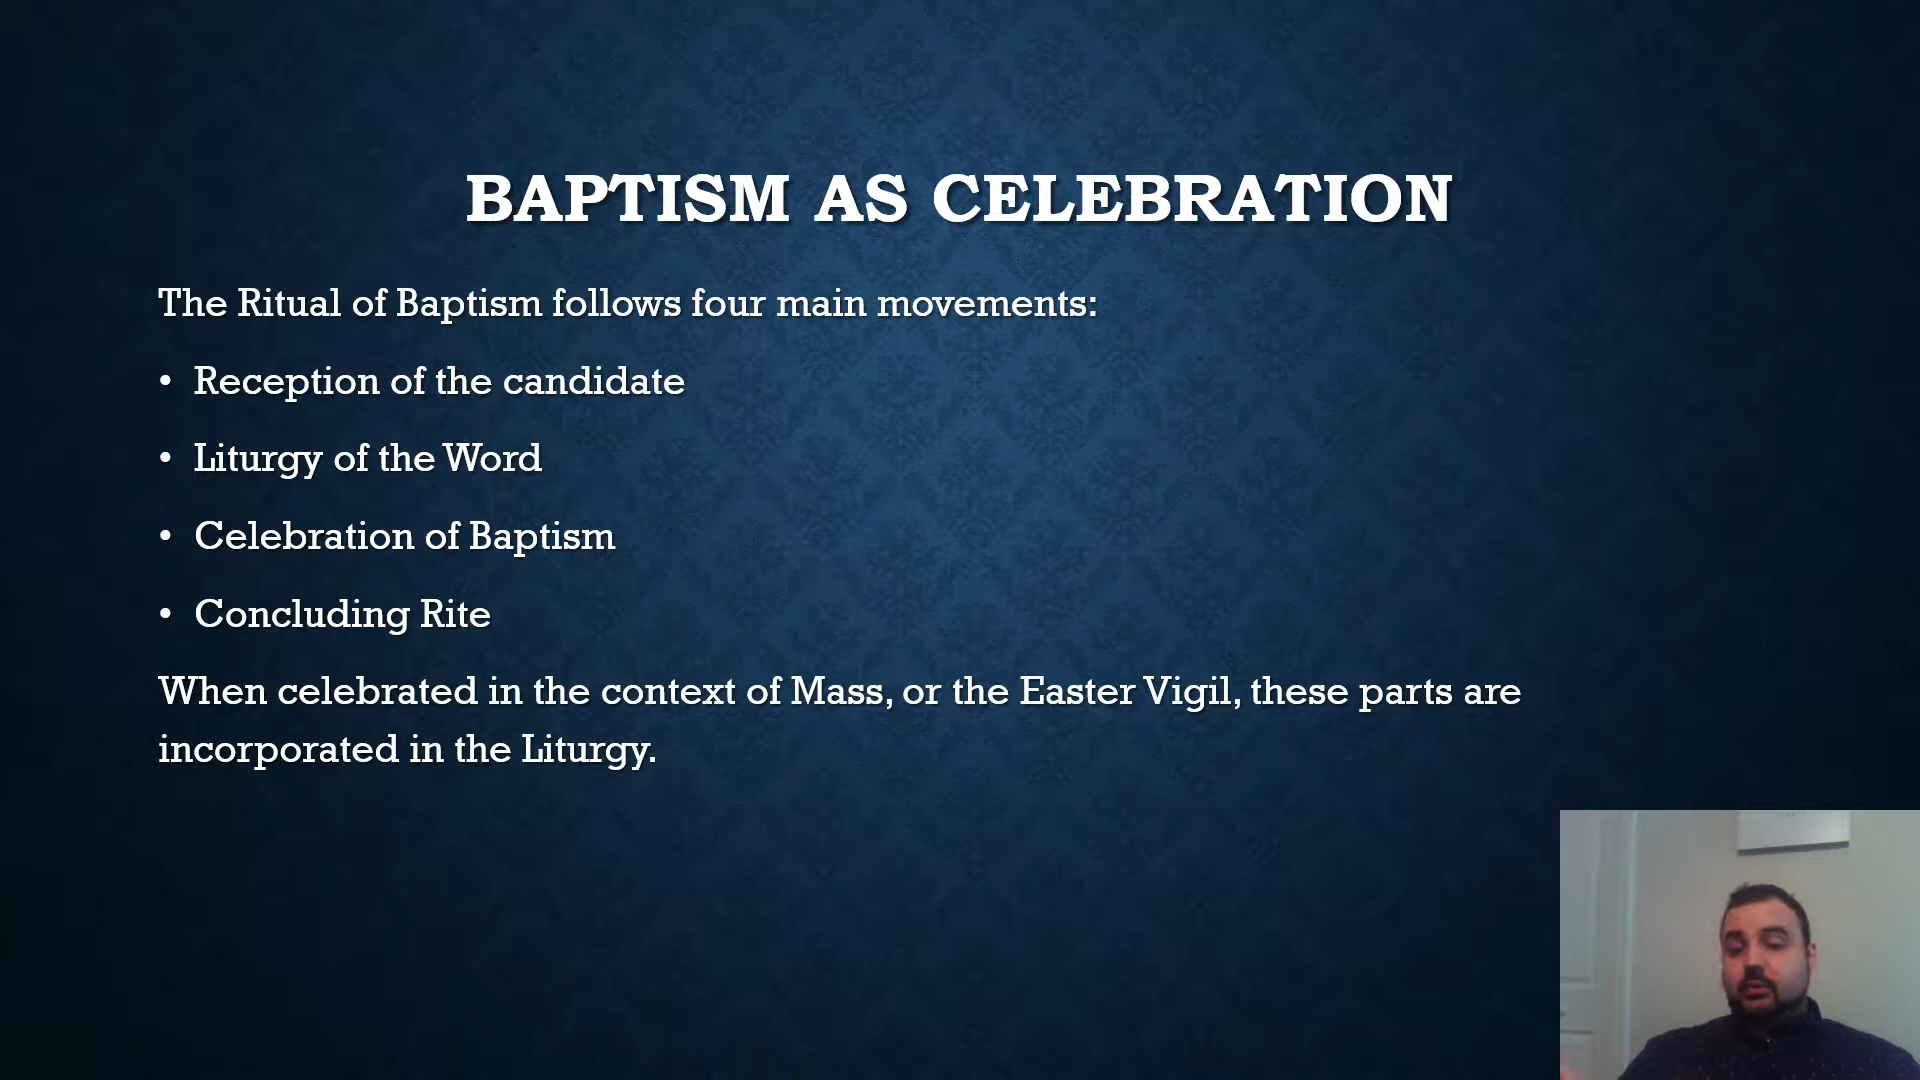 BAPTISM AS CELEBRATION
The Ritual of Baptism follows four main movements:
• Reception of the candidate
• Liturgy of the Word
• Celebration of Baptism
• Concluding Rite
When celebrated in the context of Mass, or the Easter Vigil, these parts are
incorporated in the Liturgy.